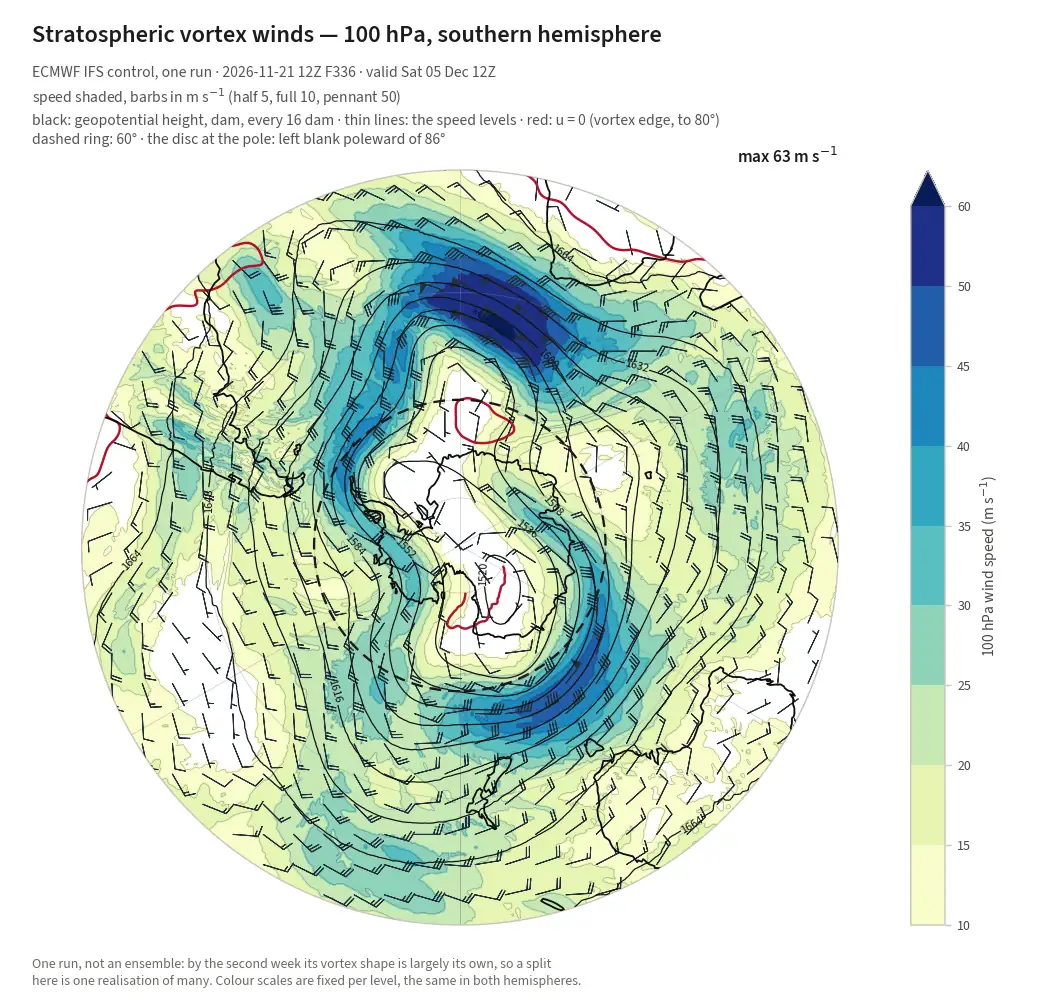 Stratospheric vortex winds — 100 hPa, southern hemisphere
ECMWF IFS control, one run · 2026-11-21 12Z F336 · valid Sat 05 Dec 12Z
speed shaded, barbs in m s⁻¹ (half 5, full 10, pennant 50)
black: geopotential height, dam, every 16 dam · thin lines: the speed levels · red: u = 0 (vortex edge, to 80°)
dashed ring: 60° · the disc at the pole: left blank poleward of 86°
max 63 m s⁻¹
60
50
45
40
35
30
25
20
15
10
100 hPa wind speed (m s⁻¹)
1664
1632
1584
1552
1536
1520
1664
1616
1664
One run, not an ensemble: by the second week its vortex shape is largely its own, so a split
here is one realisation of many. Colour scales are fixed per level, the same in both hemispheres.